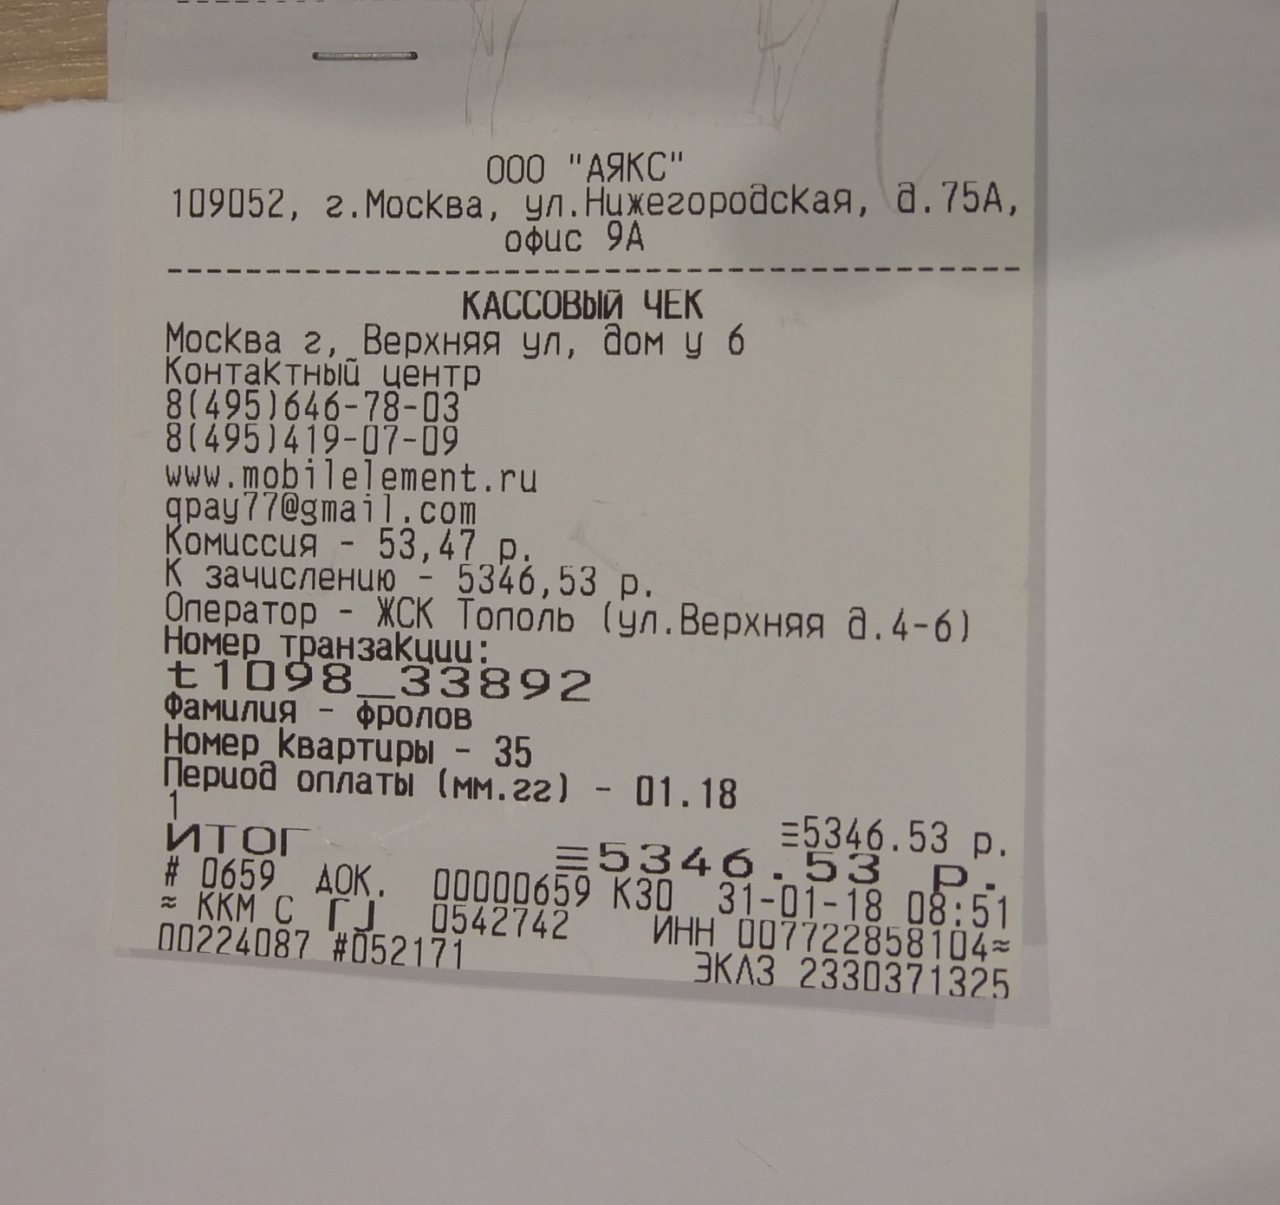 ООО "АЯКС"
109052, г.Москва, ул.Нижегородская, д.75А,
офис 9А
КАССОВЫЙ ЧЕК
Москва г, Верхняя ул, дом у 6
Контактный центр
8(495)646-78-03
8(495)419-07-09
www.mobilelement.ru
qpay77@gmail.com
Комиссия - 53,47 р.
К зачислению - 5346,53 р.
Оператор - ЖСК Тополь (ул.Верхняя д.4-6)
Номер транзакции:
t1098_33892
Фамилия - фролов
Номер квартиры - 35
Период оплаты (мм.гг) - 01.18
1
≡5346.53 р.
ИТОГ ≡5346.53 р.
# 0659 ДОК. 00000659 К30 31-01-18 08:51
≈ ККМ С ГЈ 0542742 ИНН 007722858104≈
00224087 #052171 ЭКЛЗ 2330371325